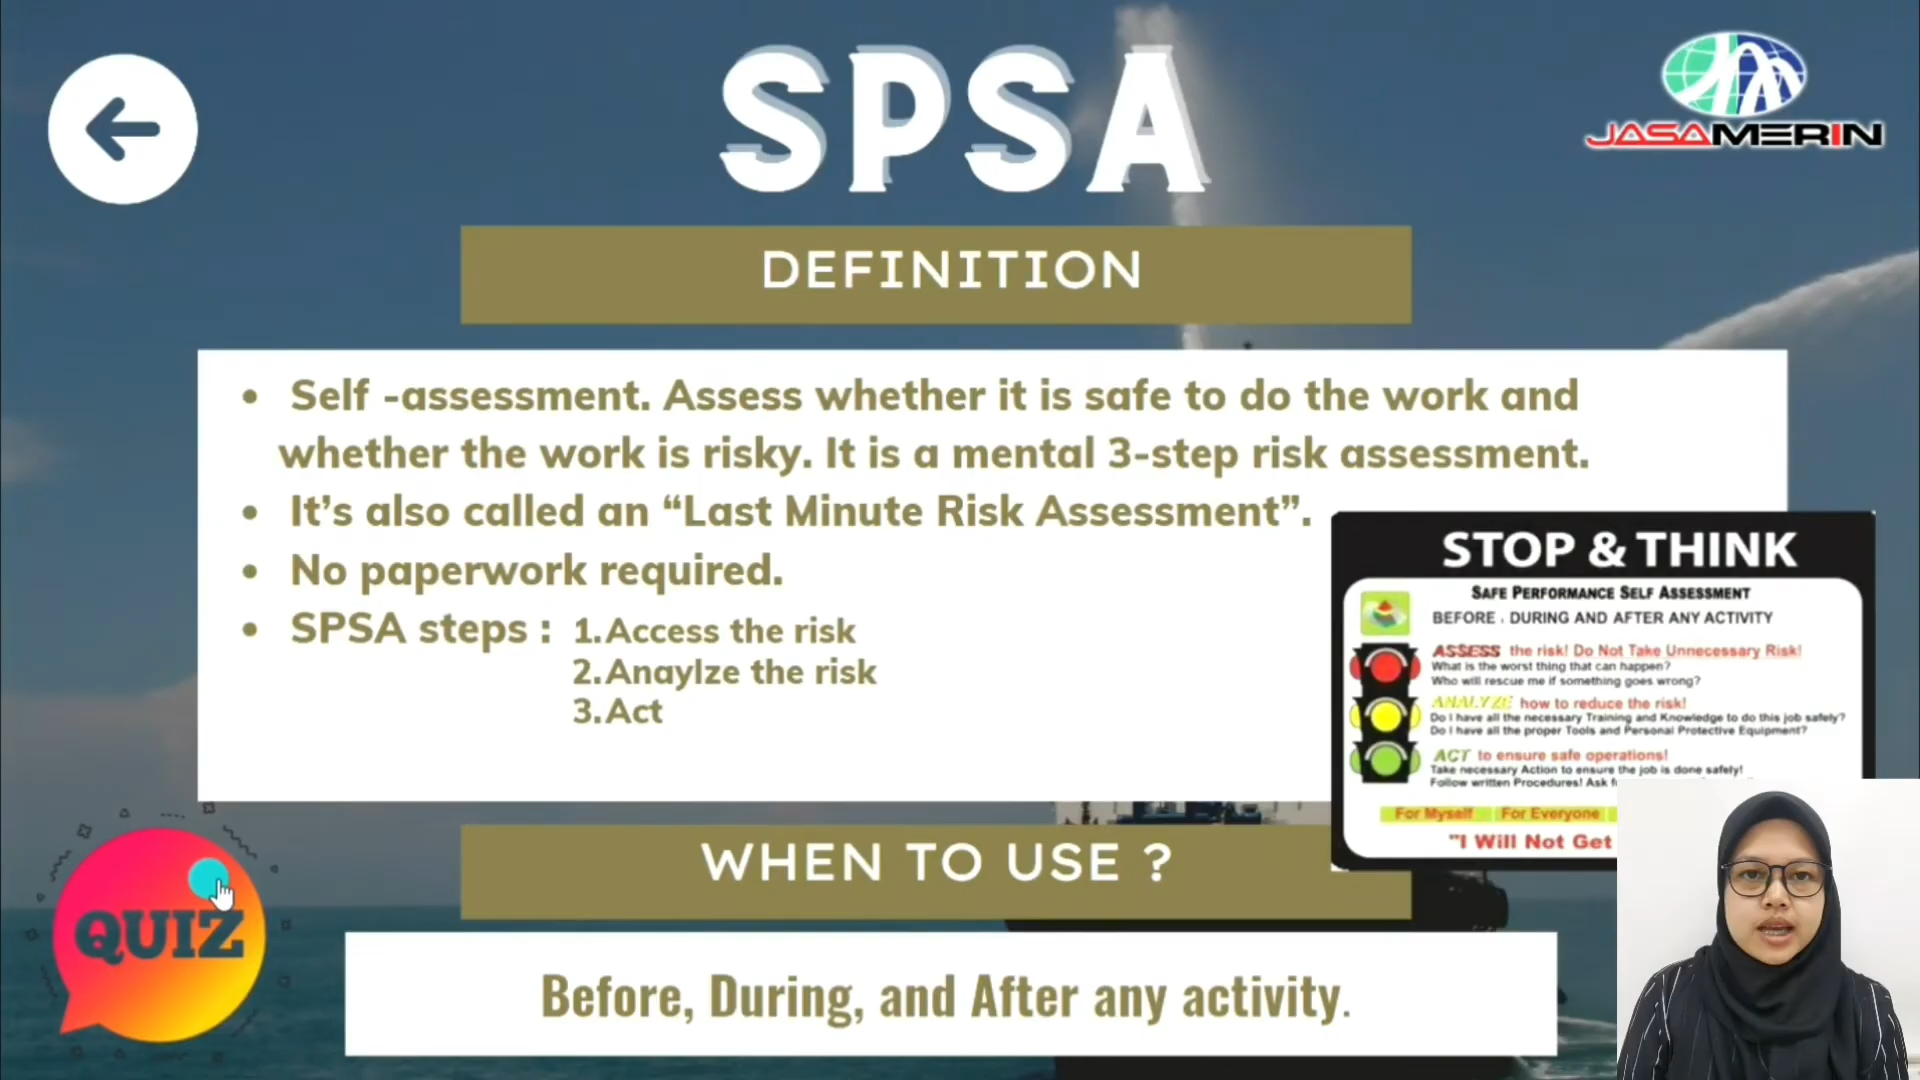 SPSA
JASAMERIN
DEFINITION
• Self -assessment. Assess whether it is safe to do the work and
whether the work is risky. It is a mental 3-step risk assessment.
• It's also called an “Last Minute Risk Assessment”.
• No paperwork required.
• SPSA steps : 1.Access the risk
2.Anaylze the risk
3.Act
STOP & THINK
SAFE PERFORMANCE SELF ASSESSMENT
BEFORE , DURING AND AFTER ANY ACTIVITY
ASSESS the risk! Do Not Take Unnecessary Risk!
What is the worst thing that can happen?
Who will rescue me if something goes wrong?
ANALYZE how to reduce the risk!
Do I have all the necessary Training and Knowledge to do this job safely?
Do I have all the proper Tools and Personal Protective Equipment?
ACT to ensure safe operations!
Take necessary Action to ensure the job is done safely!
Follow written Procedures! Ask
For Myself For Everyone
"I Will Not Get
QUIZ
WHEN TO USE ?
Before, During, and After any activity.